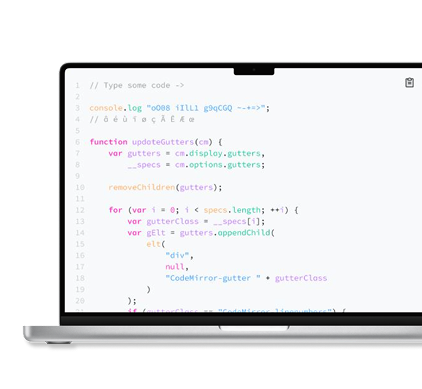 1 // Type some code ->
2
3 console.log "oO08 iIlL1 g9qCGQ ~-+=>";
4 // â é ù ï ø ç Ã Ē Æ œ
5
6 function updateGutters(cm) {
7 var gutters = cm.display.gutters,
8 __specs = cm.options.gutters;
9
10 removeChildren(gutters);
11
12 for (var i = 0; i < specs.length; ++i) {
13 var gutterClass = __specs[i];
14 var gElt = gutters.appendChild(
15 elt(
16 "div",
17 null,
18 "CodeMirror-gutter " + gutterClass
19 )
20 );
21 if (gutterClass == "CodeMirror-linenumbers") {